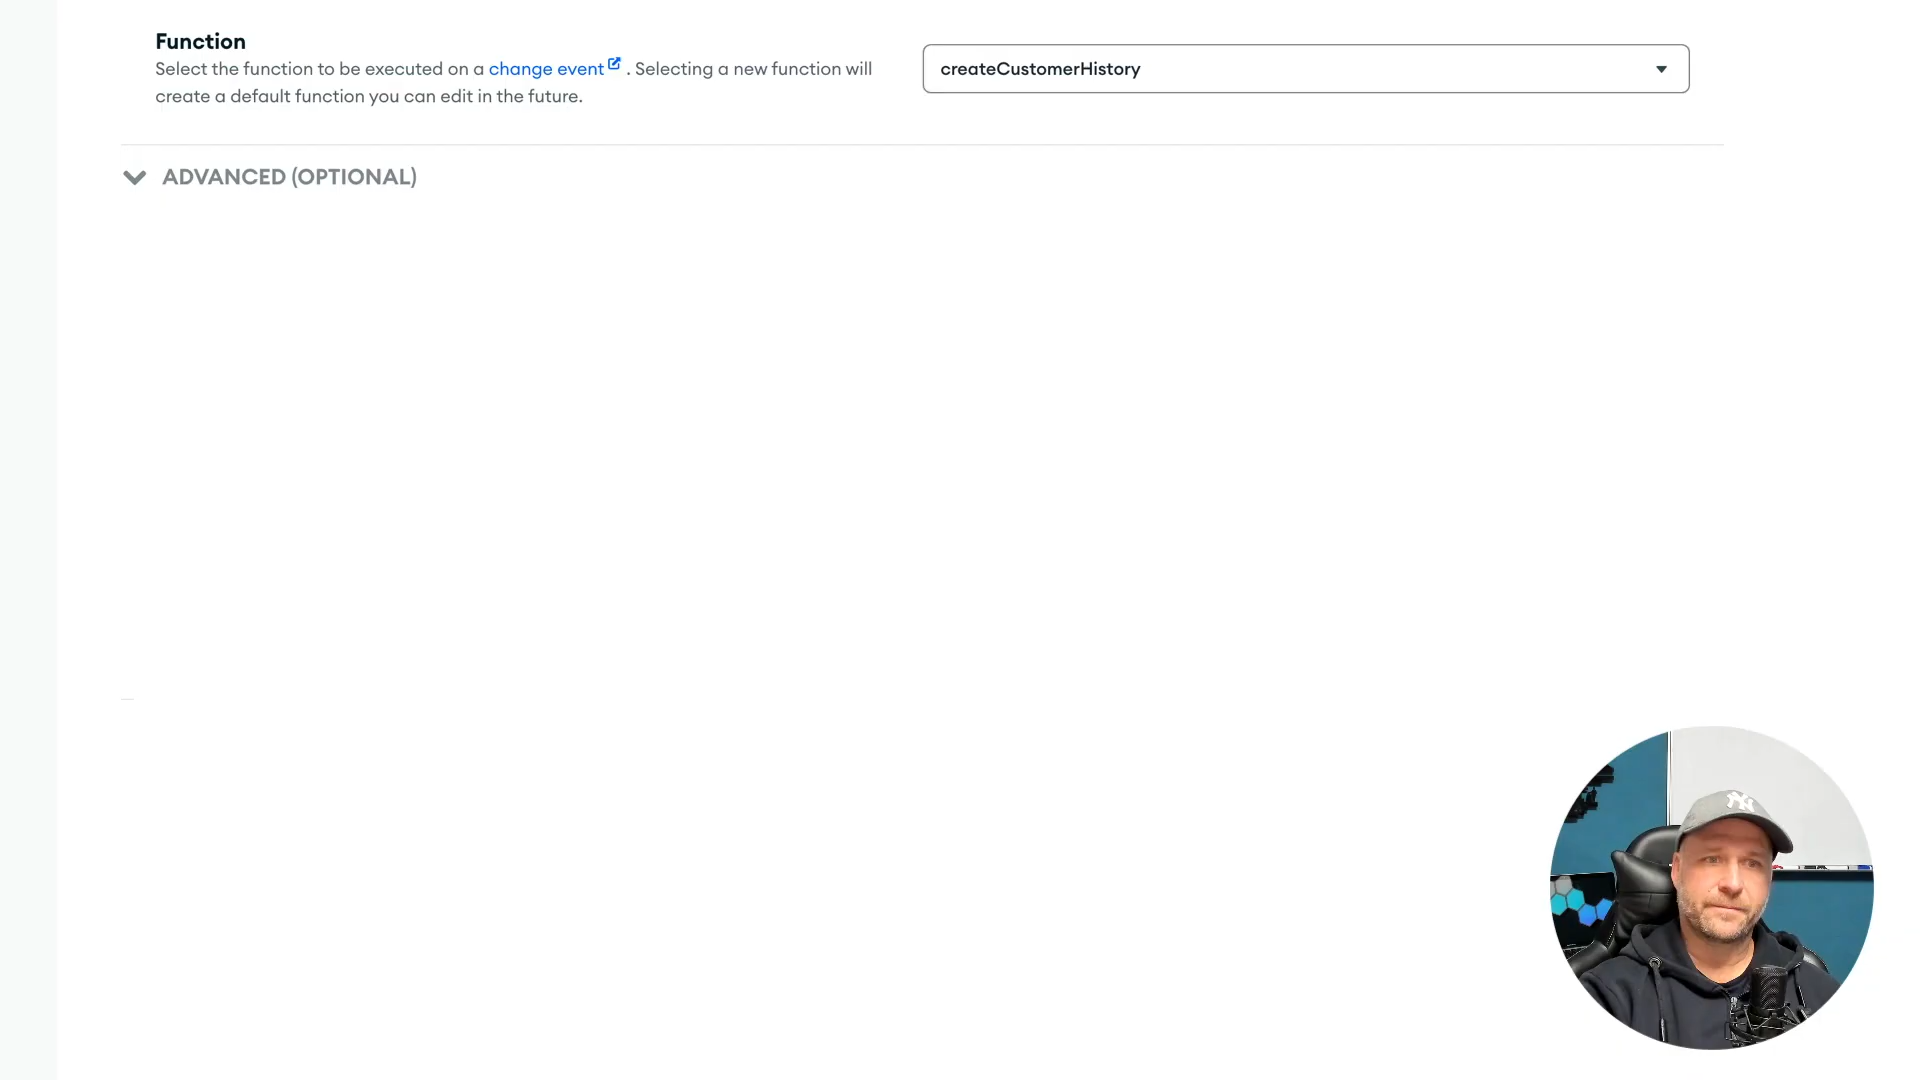 Function
Select the function to be executed on a change event . Selecting a new function will
create a default function you can edit in the future.
createCustomerHistory
ADVANCED (OPTIONAL)
NY